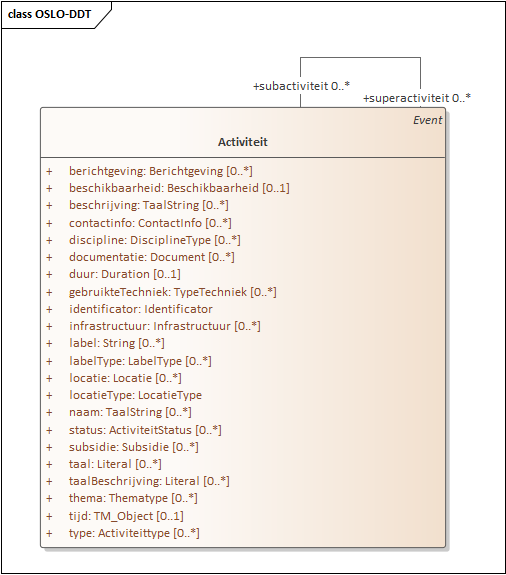 class OSLO-DDT
+subactiviteit 0..*
+superactiviteit 0..*
Event
Activiteit
+ berichtgeving: Berichtgeving [0..*]
+ beschikbaarheid: Beschikbaarheid [0..1]
+ beschrijving: TaalString [0..*]
+ contactinfo: ContactInfo [0..*]
+ discipline: DisciplineType [0..*]
+ documentatie: Document [0..*]
+ duur: Duration [0..1]
+ gebruikteTechniek: TypeTechniek [0..*]
+ identificator: Identificator
+ infrastructuur: Infrastructuur [0..*]
+ label: String [0..*]
+ labelType: LabelType [0..*]
+ locatie: Locatie [0..*]
+ locatieType: LocatieType
+ naam: TaalString [0..*]
+ status: ActiviteitStatus [0..*]
+ subsidie: Subsidie [0..*]
+ taal: Literal [0..*]
+ taalBeschrijving: Literal [0..*]
+ thema: Thematype [0..*]
+ tijd: TM_Object [0..1]
+ type: Activiteittype [0..*]